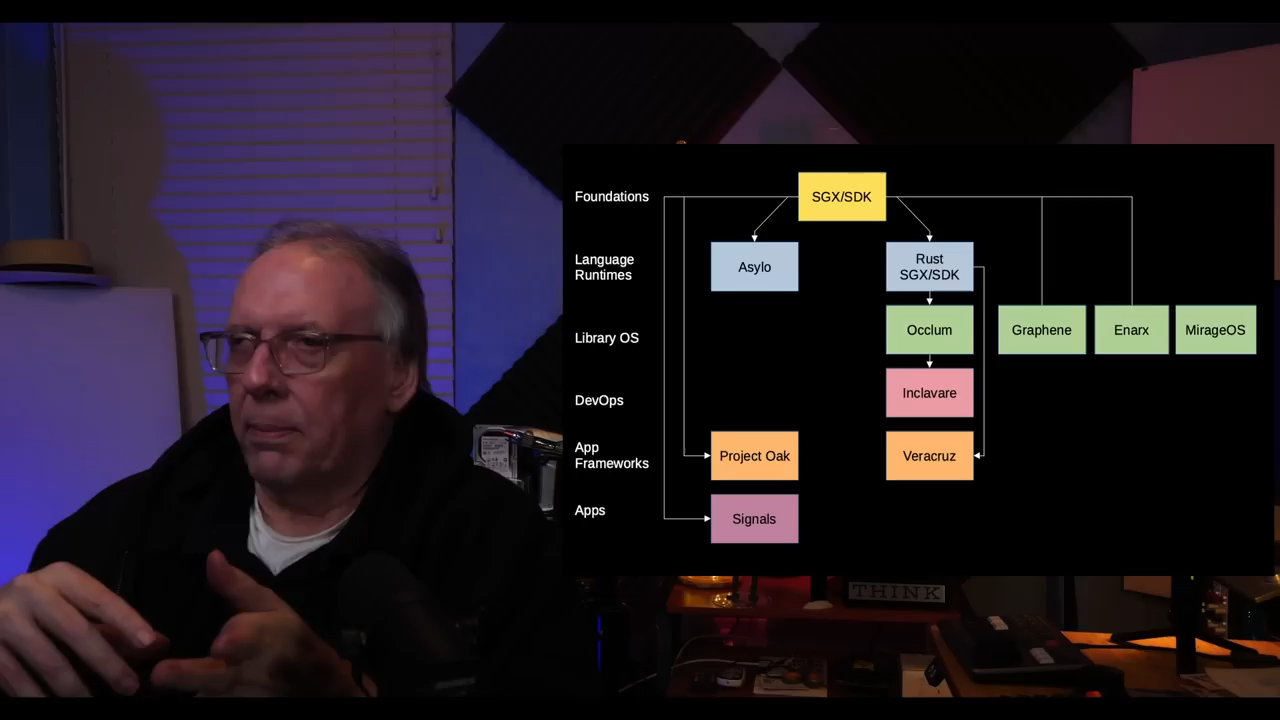 Foundations
SGX/SDK
Language
Runtimes
Asylo
Rust
SGX/SDK
Library OS
Occlum
Graphene
Enarx
MirageOS
DevOps
Inclavare
App
Frameworks
Project Oak
Veracruz
Apps
Signals
THINK